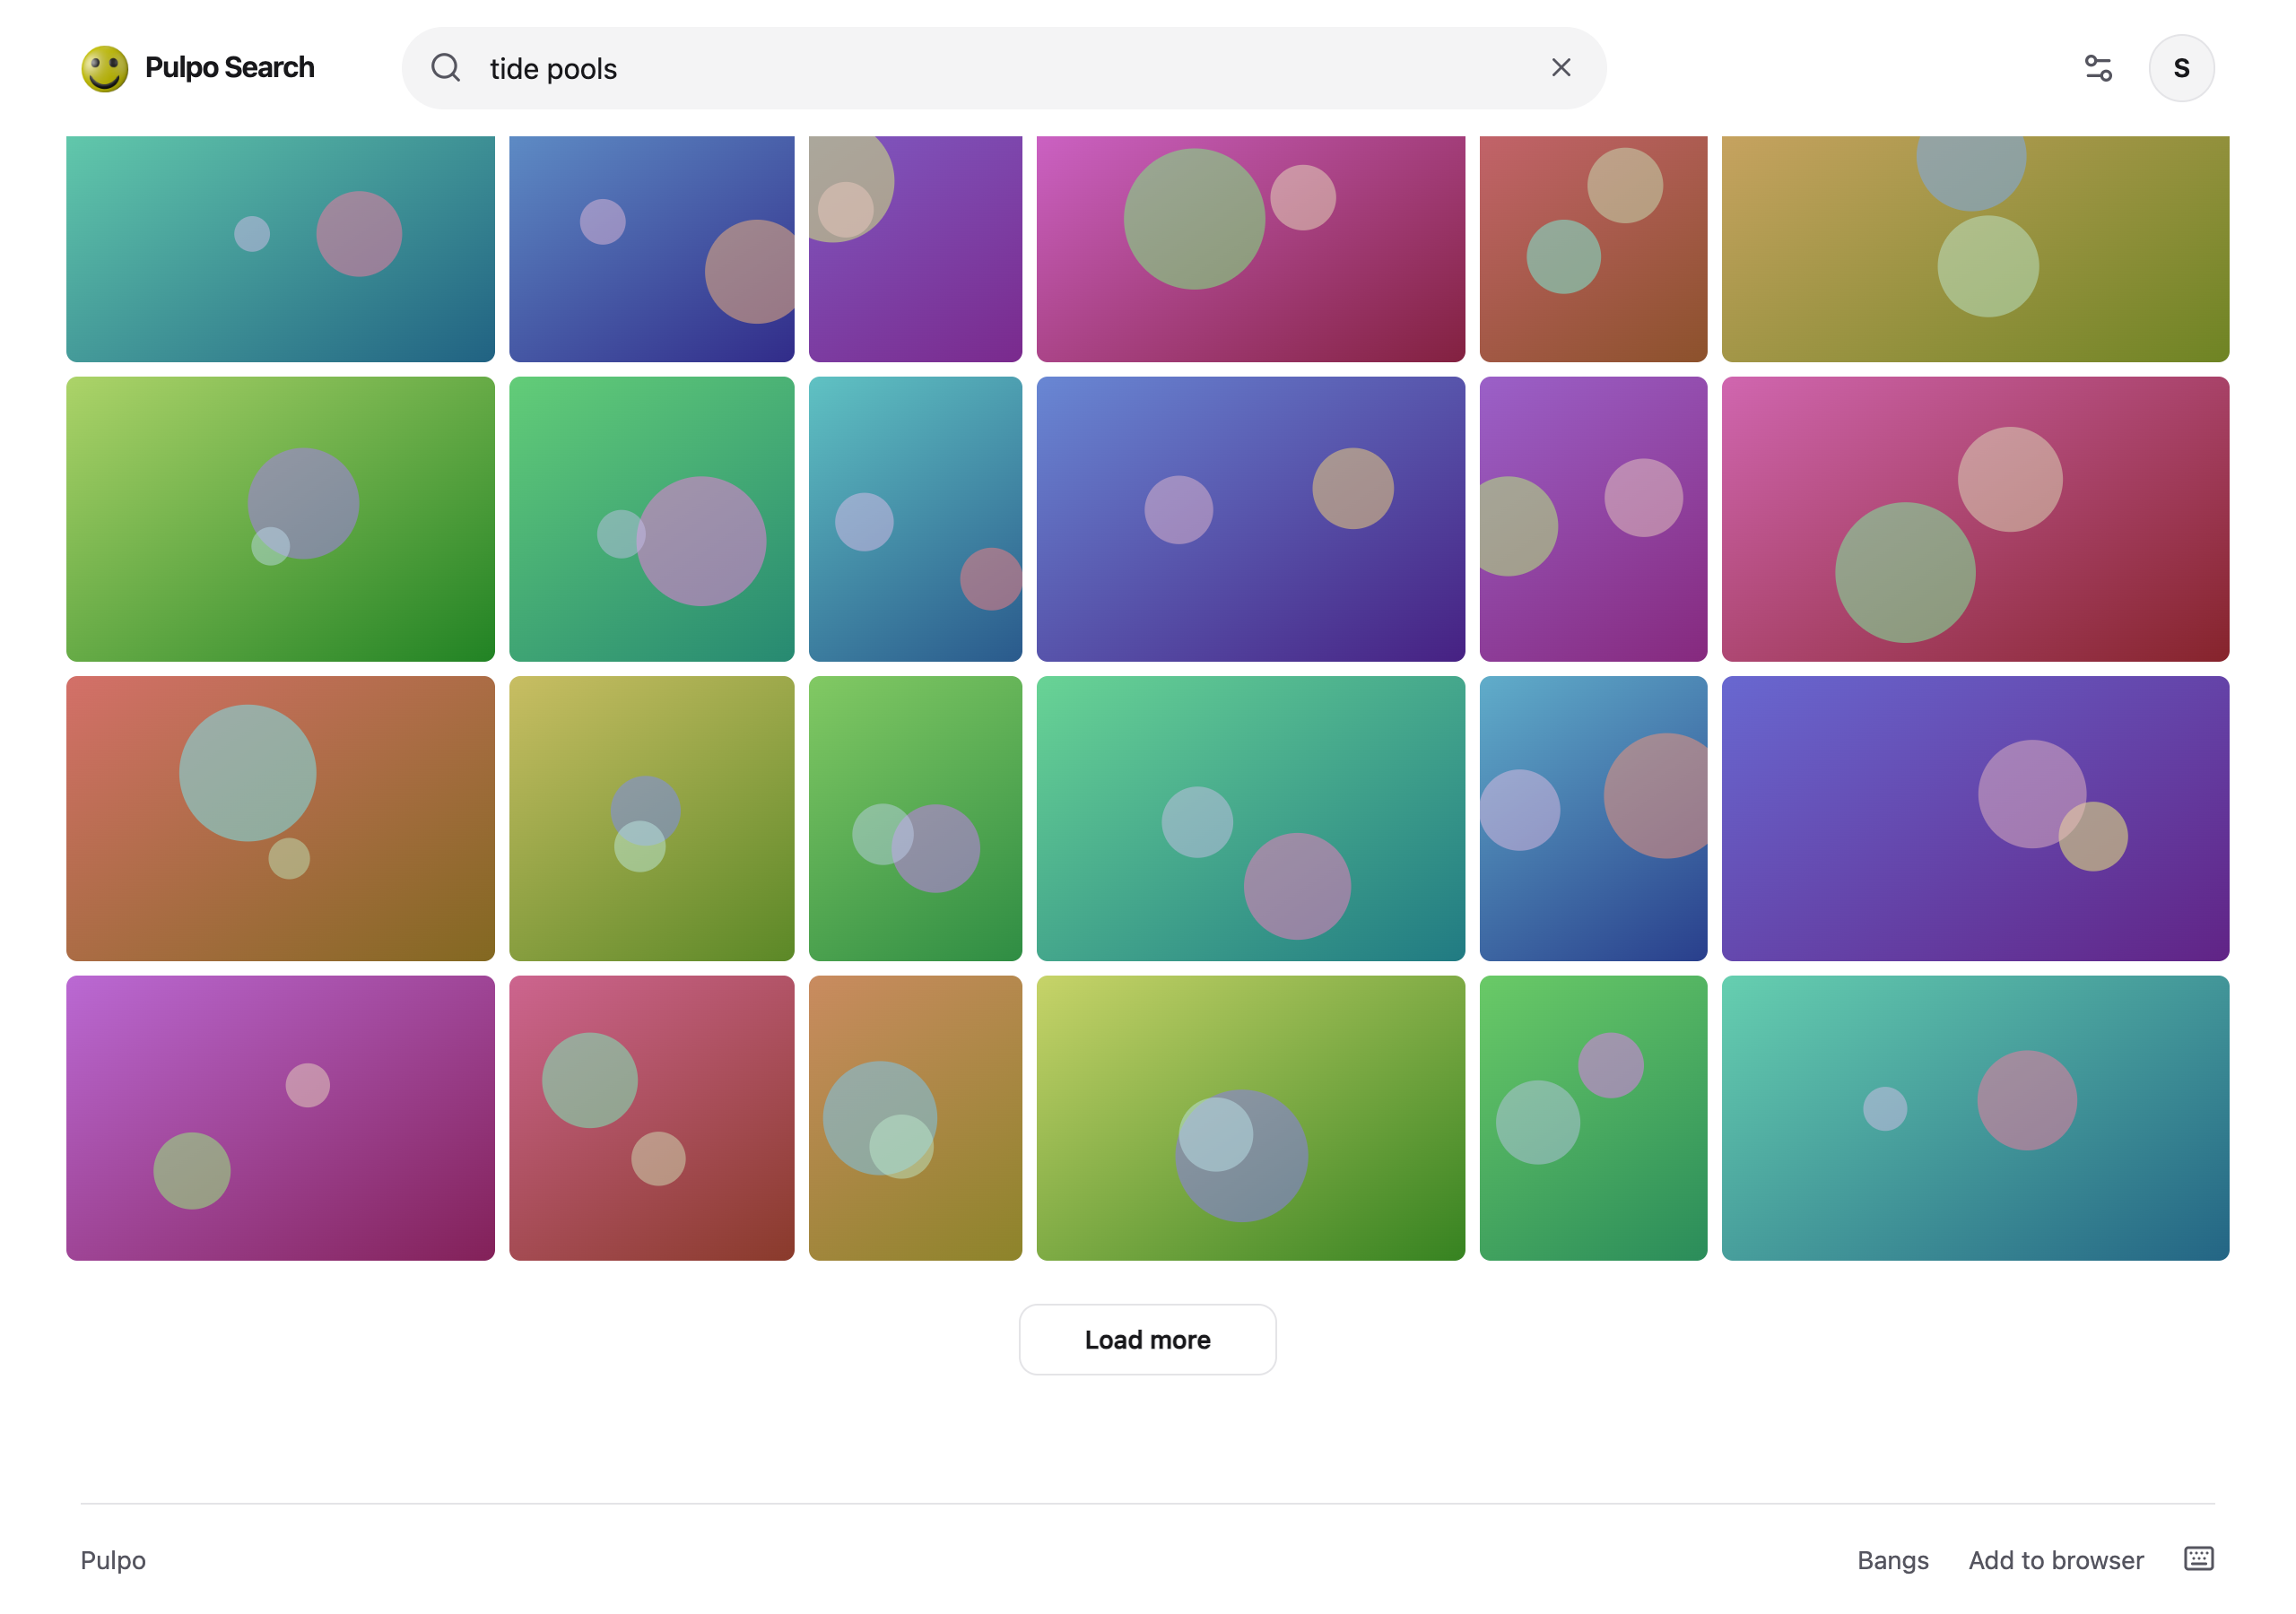 Pulpo Search
tide pools
S
Load more
Pulpo
Bangs
Add to browser